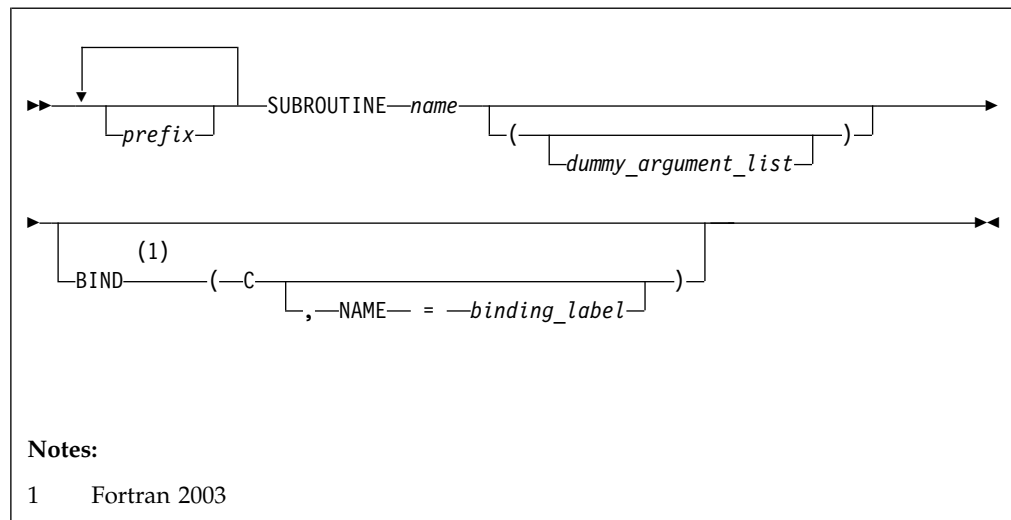 SUBROUTINE name
prefix
( )
dummy_argument_list
(1)
BIND ( C )
, NAME = binding_label
Notes:
1 Fortran 2003